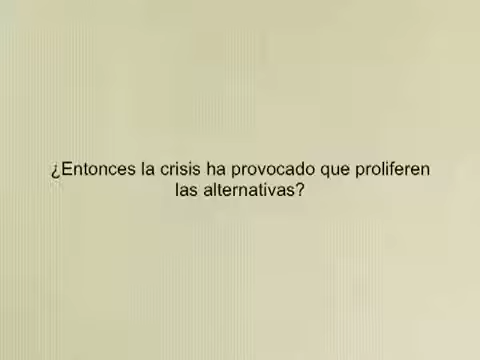 ¿Entonces la crisis ha provocado que proliferen
las alternativas?